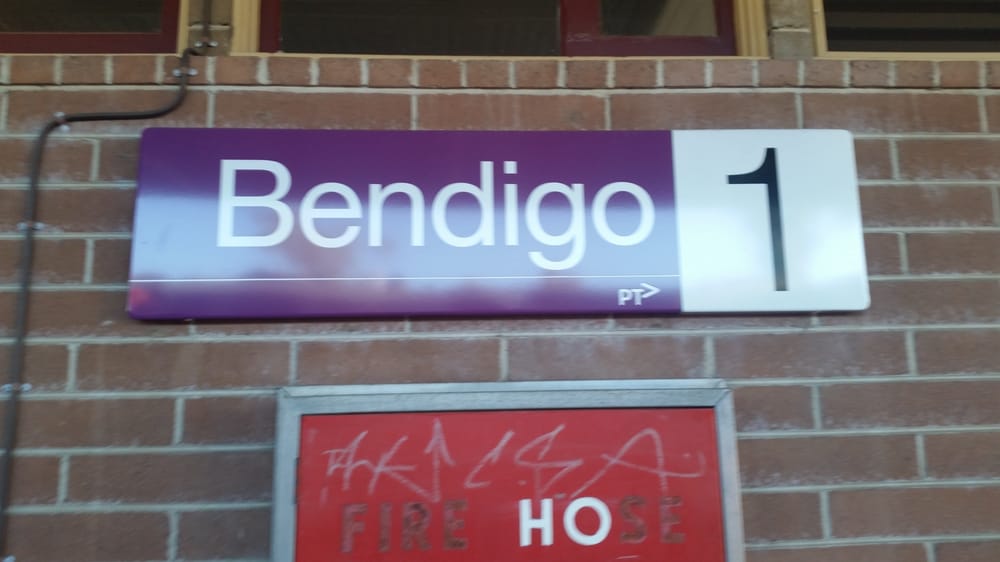 Bendigo 1
PT>
FIRE HOSE